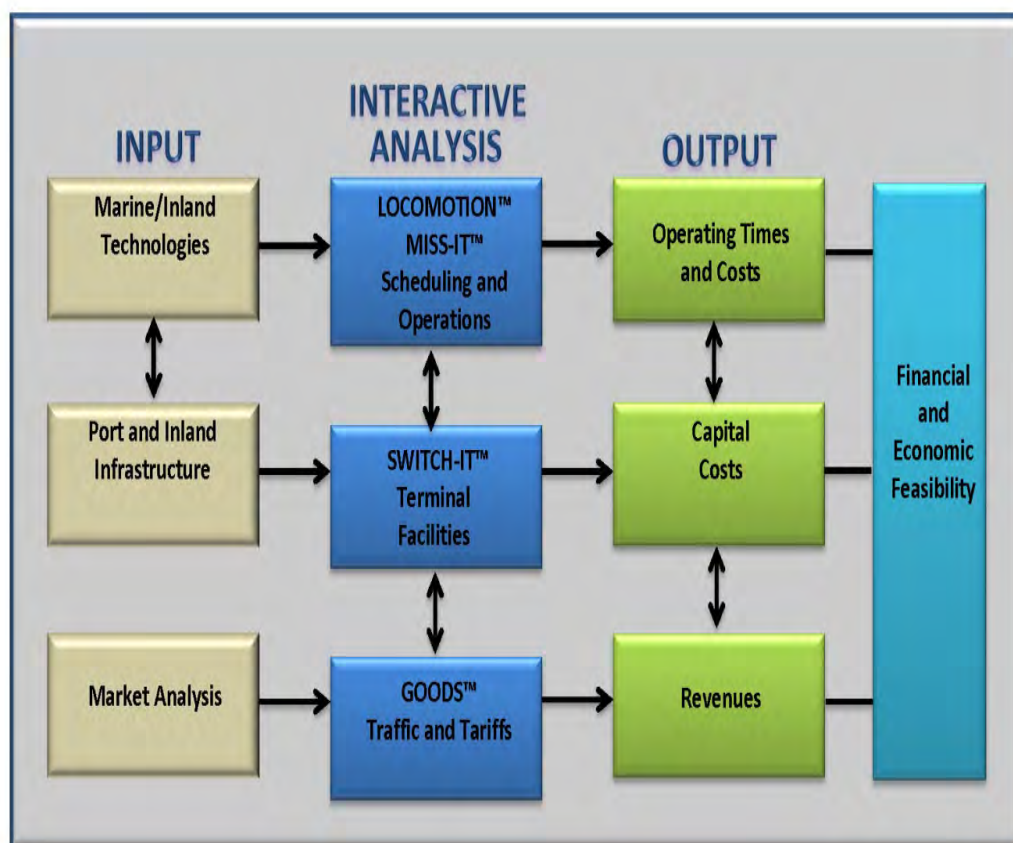 INPUT
INTERACTIVE
ANALYSIS
OUTPUT
Marine/Inland
Technologies
LOCOMOTION™
MISS-IT™
Scheduling and
Operations
Operating Times
and Costs
Port and Inland
Infrastructure
SWITCH-IT™
Terminal
Facilities
Capital
Costs
Market Analysis
GOODS™
Traffic and Tariffs
Revenues
Financial
and
Economic
Feasibility